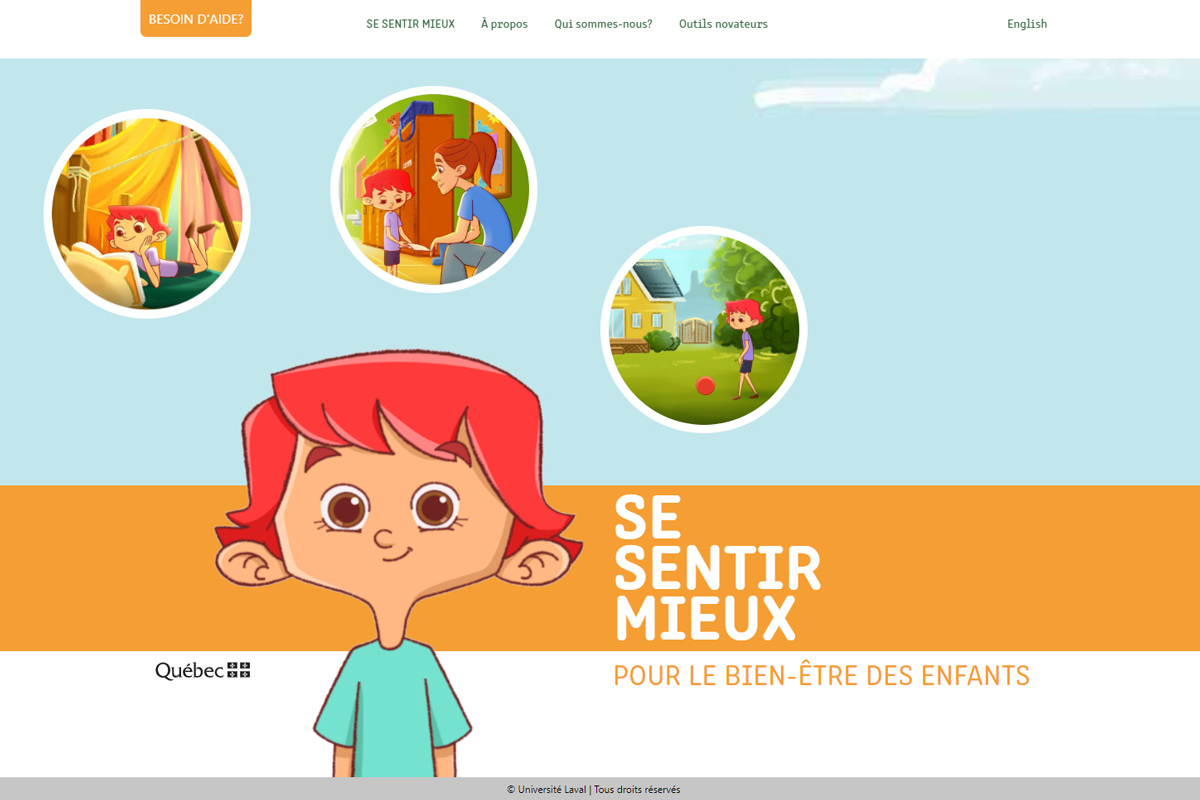 BESOIN D'AIDE?
SE SENTIR MIEUX
À propos
Qui sommes-nous?
Outils novateurs
English
SE
SENTIR
MIEUX
Québec
POUR LE BIEN-ÊTRE DES ENFANTS
© Université Laval | Tous droits réservés